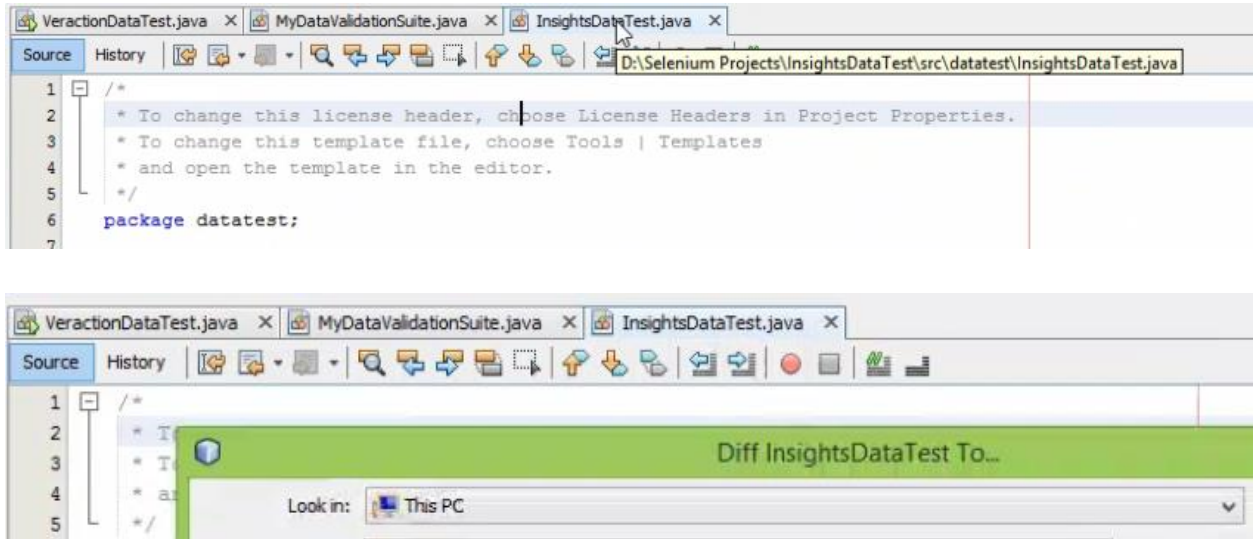 VeractionDataTest.java MyDataValidationSuite.java InsightsDataTest.java
Source History
D:\Selenium Projects\InsightsDataTest\src\datatest\InsightsDataTest.java
1 /*
2 * To change this license header, choose License Headers in Project Properties.
3 * To change this template file, choose Tools | Templates
4 * and open the template in the editor.
5 */
6 package datatest;
7
VeractionDataTest.java MyDataValidationSuite.java InsightsDataTest.java
Source History
1 /*
2 * To
Diff InsightsDataTest To...
3 * To
4 * an
Look in: This PC
5 */